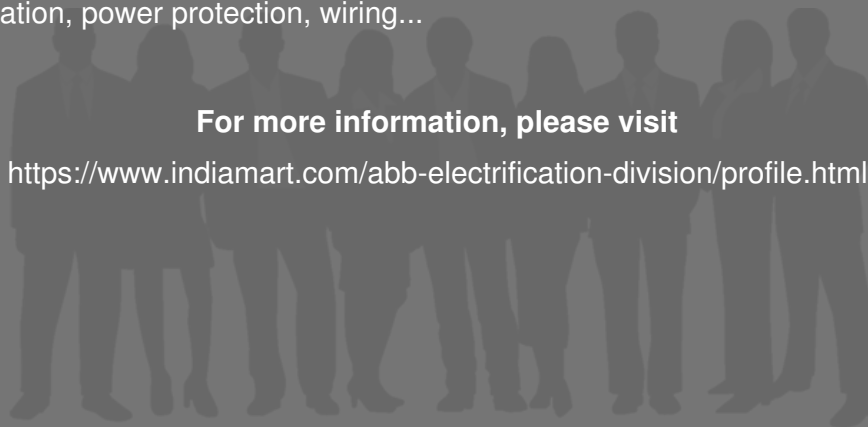 ation, power protection, wiring...
For more information, please visit
https://www.indiamart.com/abb-electrification-division/profile.html